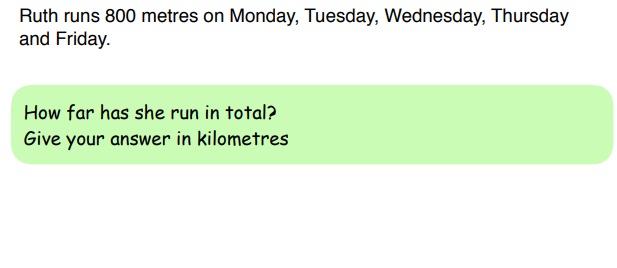 Ruth runs 800 metres on Monday, Tuesday, Wednesday, Thursday
and Friday.
How far has she run in total?
Give your answer in kilometres